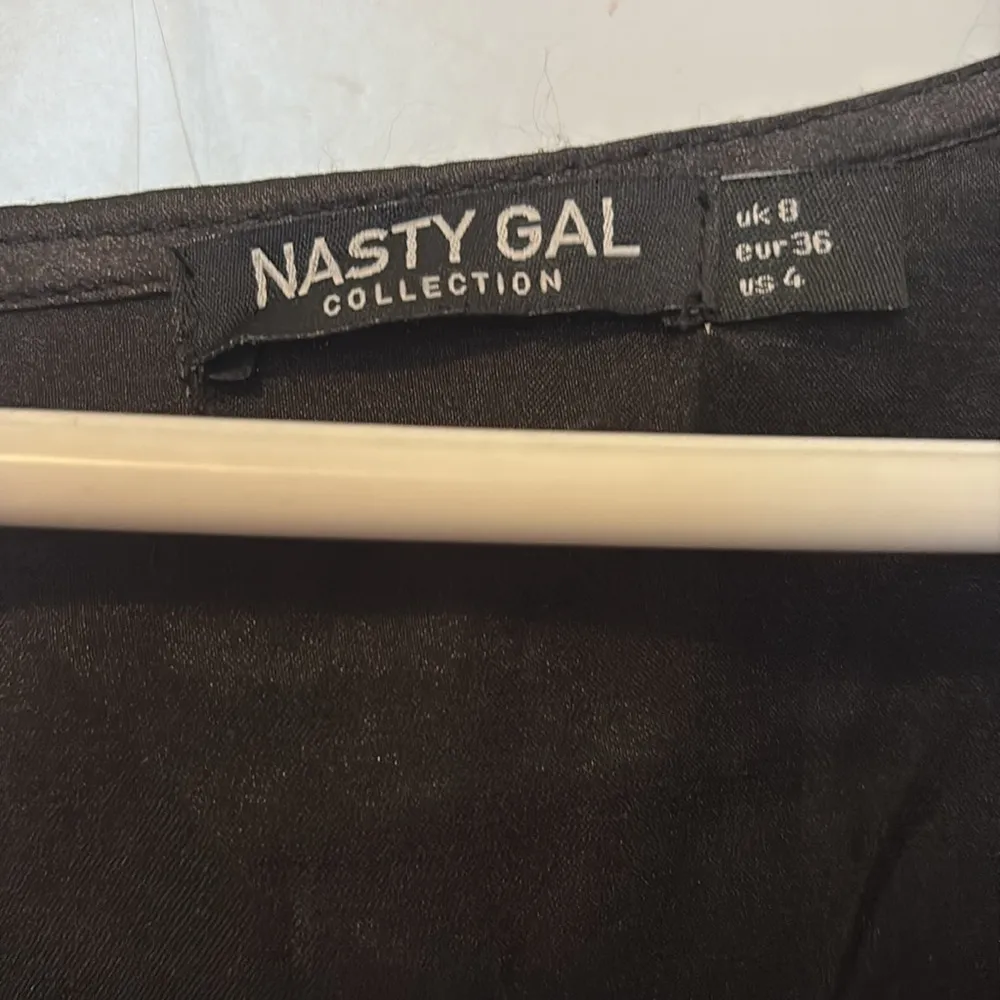 NASTY GAL
COLLECTION
uk 8
eur 36
us 4